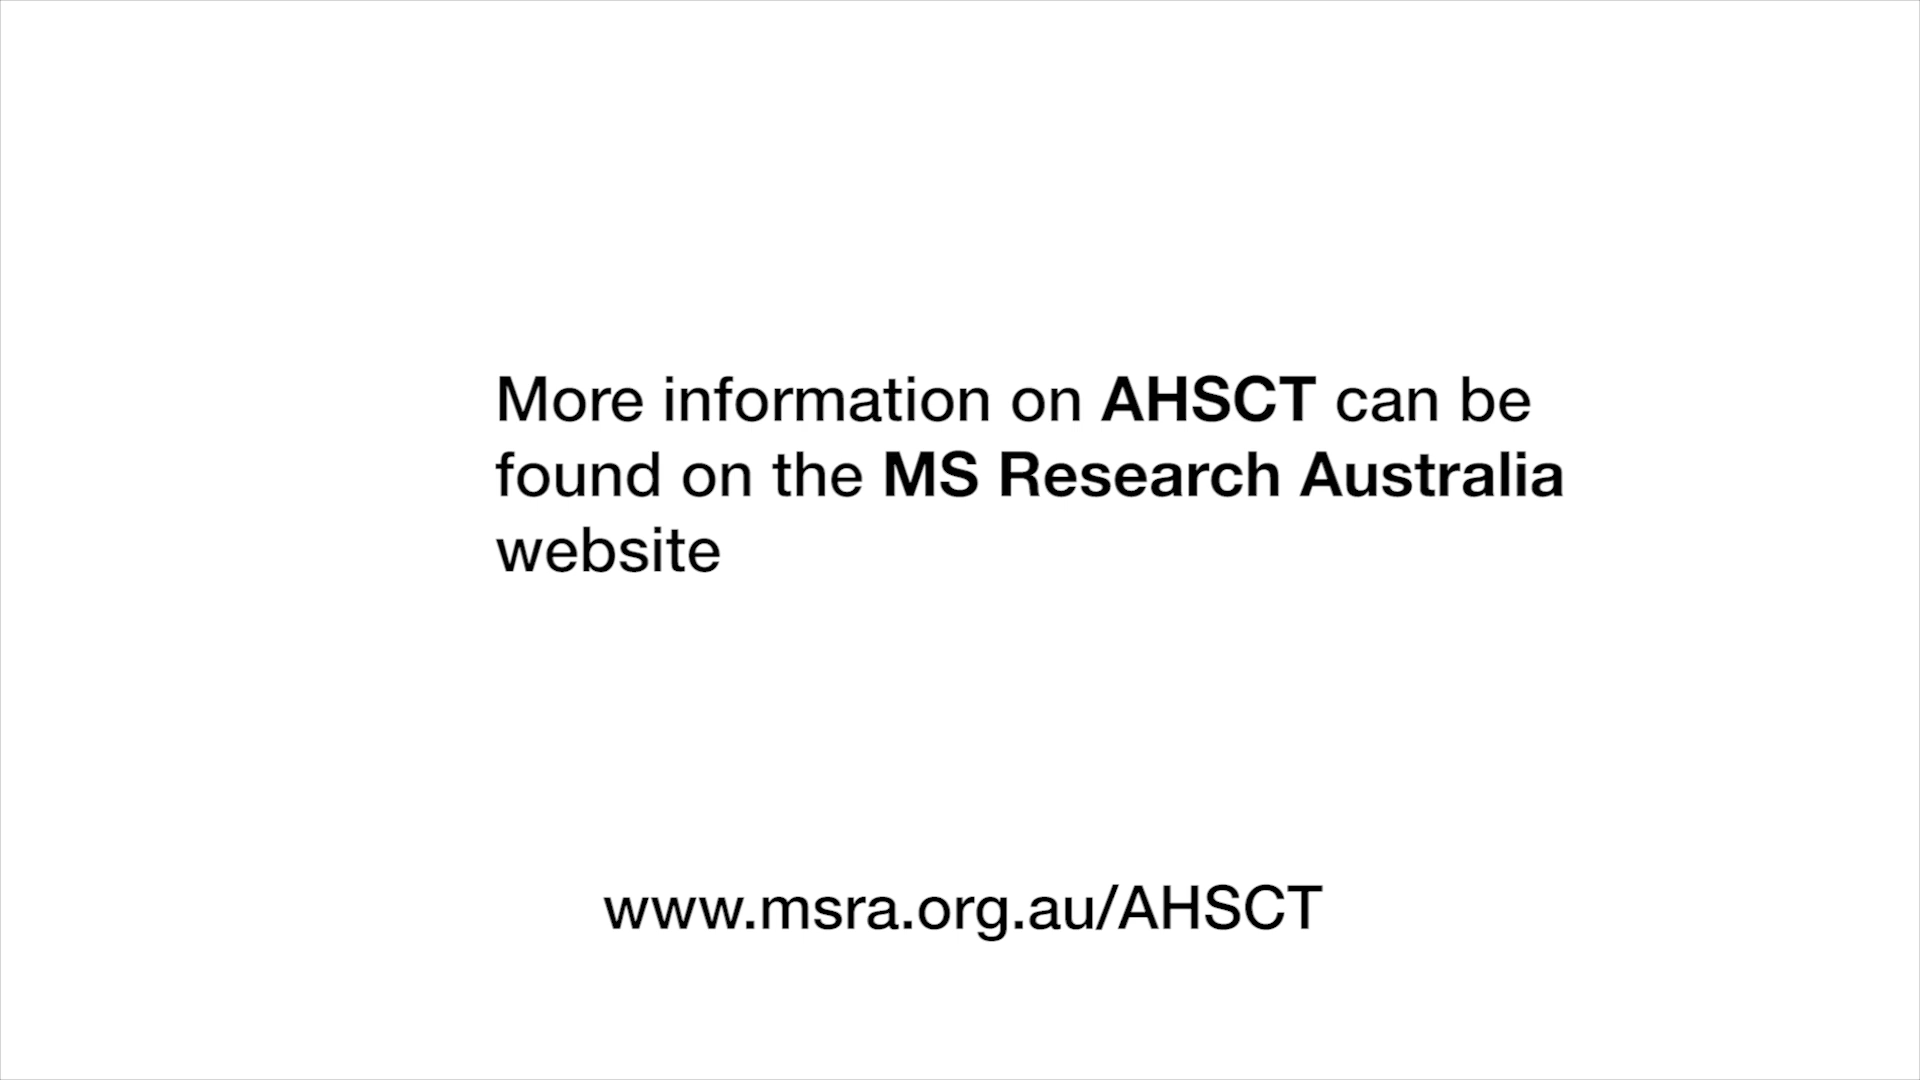 More information on AHSCT can be
found on the MS Research Australia
website
www.msra.org.au/AHSCT